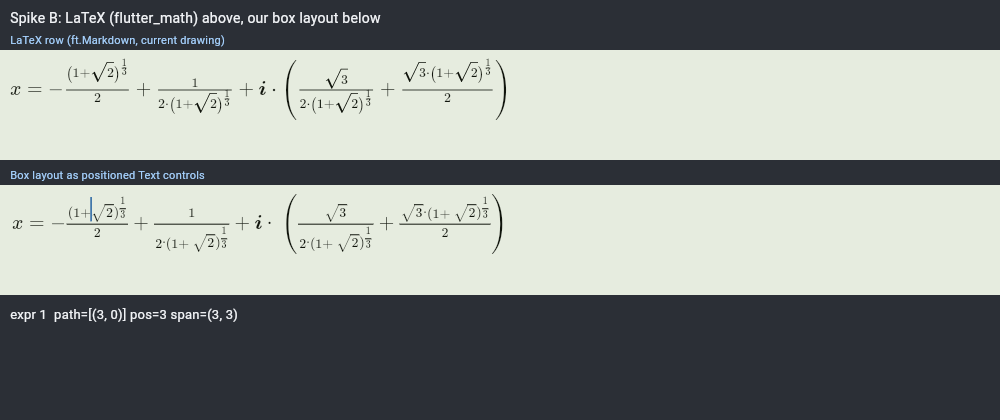 Spike B: LaTeX (flutter_math) above, our box layout below
LaTeX row (ft.Markdown, current drawing)
x = −(1+√2)^(1/3)/2 + 1/(2·(1+√2)^(1/3)) + i · (√3/(2·(1+√2)^(1/3)) + √3·(1+√2)^(1/3)/2)
Box layout as positioned Text controls
x = −(1+√2)^(1/3)/2 + 1/(2·(1+√2)^(1/3)) + i · (√3/(2·(1+√2)^(1/3)) + √3·(1+√2)^(1/3)/2)
expr 1 path=[(3, 0)] pos=3 span=(3, 3)